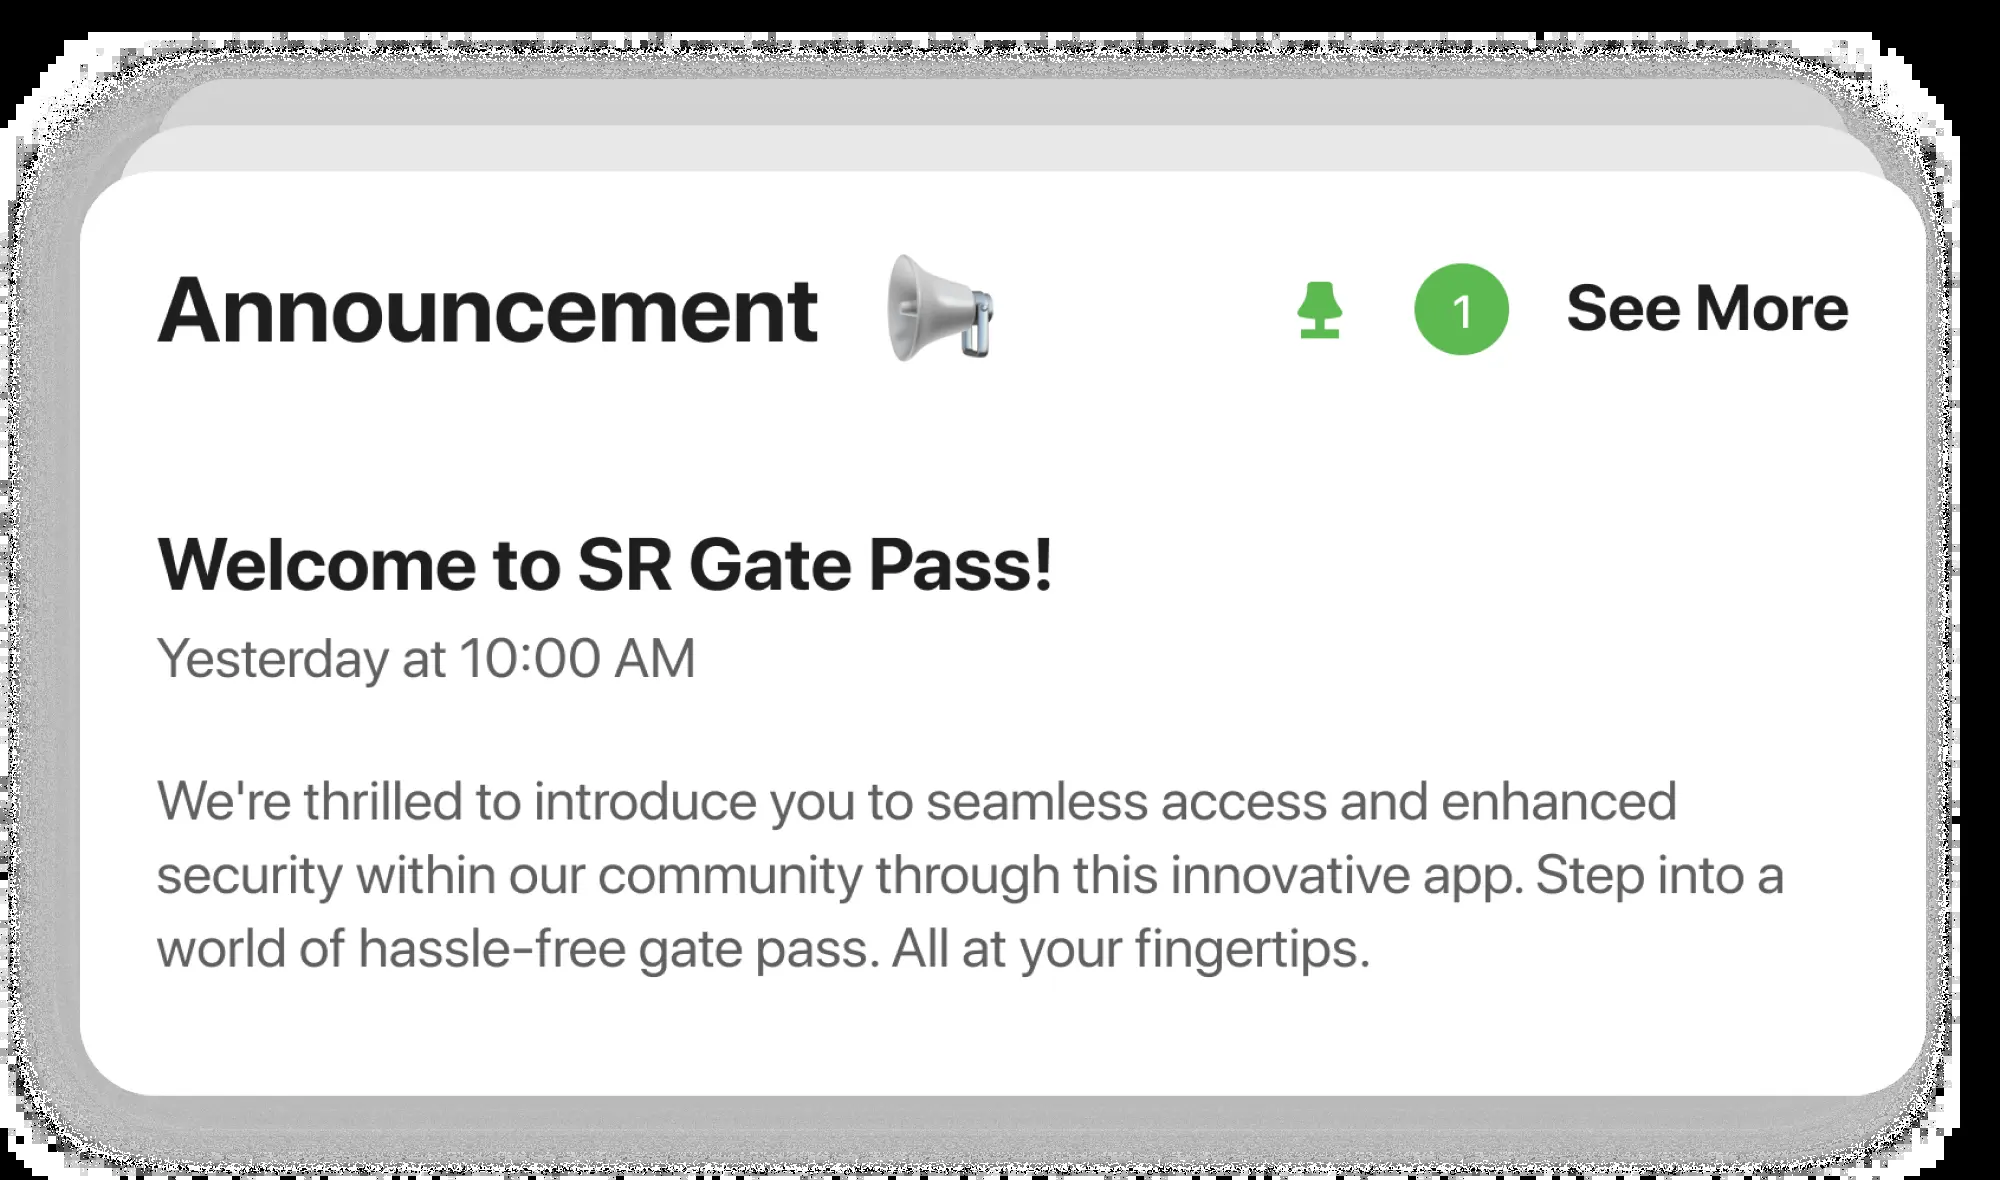 Announcement
1
See More
Welcome to SR Gate Pass!
Yesterday at 10:00 AM
We're thrilled to introduce you to seamless access and enhanced
security within our community through this innovative app. Step into a
world of hassle-free gate pass. All at your fingertips.